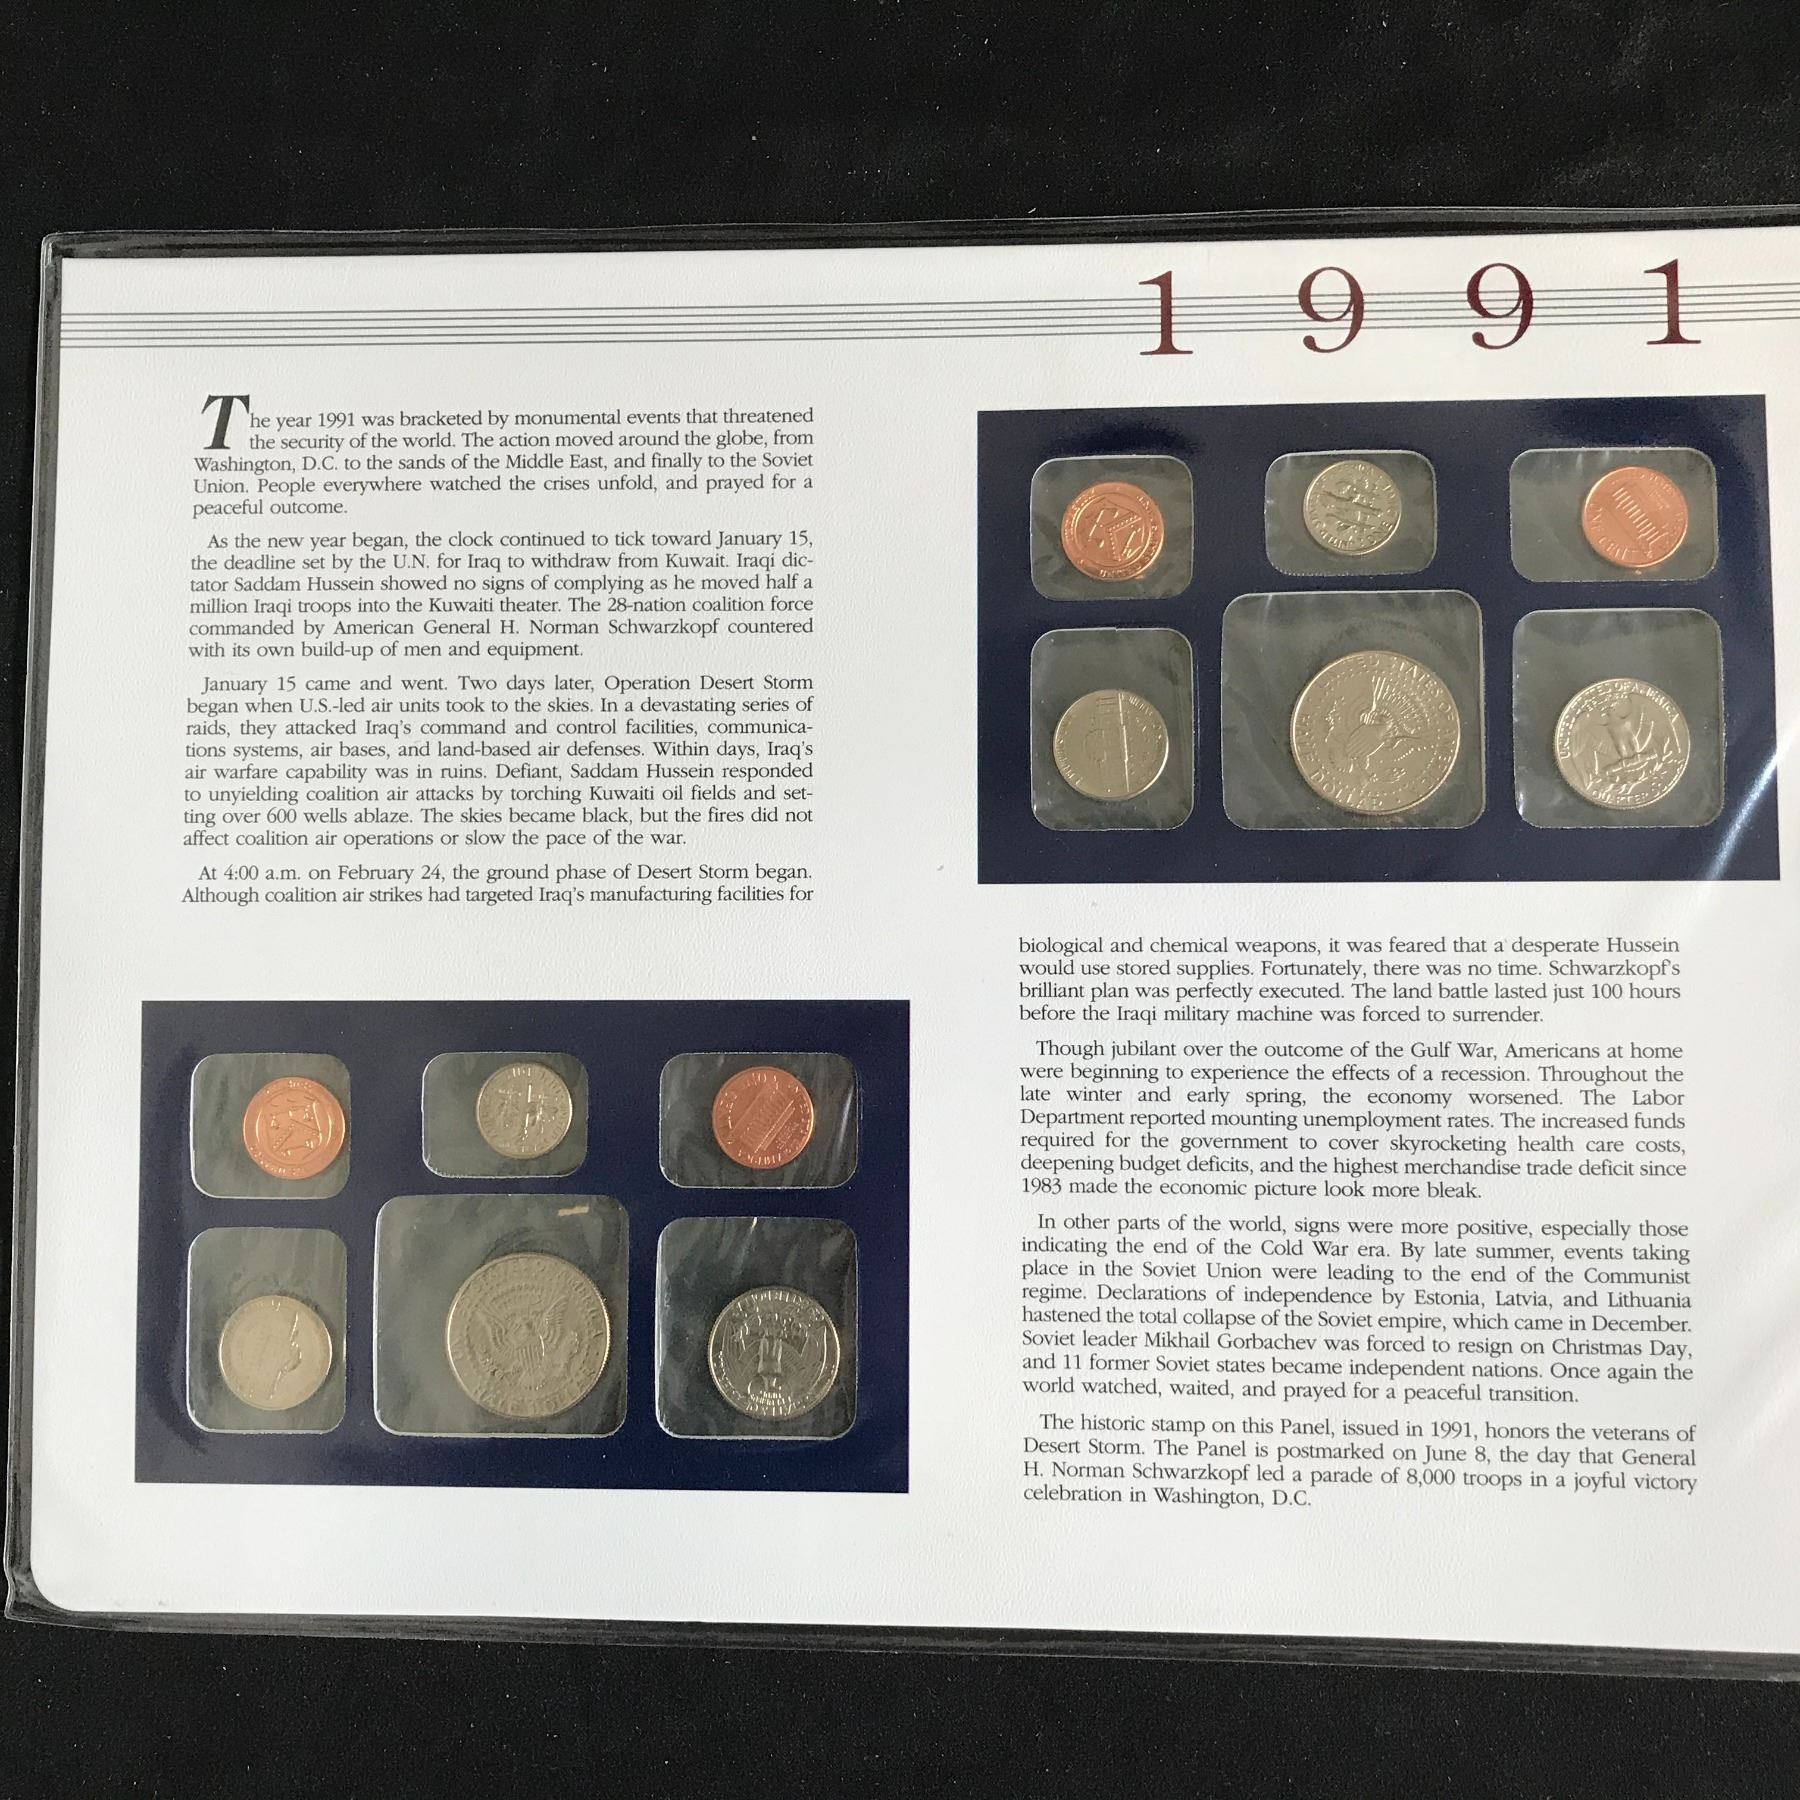 1991
The year 1991 was bracketed by monumental events that threatened
the security of the world. The action moved around the globe, from
Washington, D.C. to the sands of the Middle East, and finally to the Soviet
Union. People everywhere watched the crises unfold, and prayed for a
peaceful outcome.
As the new year began, the clock continued to tick toward January 15,
the deadline set by the U.N. for Iraq to withdraw from Kuwait. Iraqi dic-
tator Saddam Hussein showed no signs of complying as he moved half a
million Iraqi troops into the Kuwaiti theater. The 28-nation coalition force
commanded by American General H. Norman Schwarzkopf countered
with its own build-up of men and equipment.
January 15 came and went. Two days later, Operation Desert Storm
began when U.S.-led air units took to the skies. In a devastating series of
raids, they attacked Iraq's command and control facilities, communica-
tions systems, air bases, and land-based air defenses. Within days, Iraq's
air warfare capability was in ruins. Defiant, Saddam Hussein responded
to unyielding coalition air attacks by torching Kuwaiti oil fields and set-
ting over 600 wells ablaze. The skies became black, but the fires did not
affect coalition air operations or slow the pace of the war.
At 4:00 a.m. on February 24, the ground phase of Desert Storm began.
Although coalition air strikes had targeted Iraq's manufacturing facilities for
biological and chemical weapons, it was feared that a desperate Hussein
would use stored supplies. Fortunately, there was no time. Schwarzkopf's
brilliant plan was perfectly executed. The land battle lasted just 100 hours
before the Iraqi military machine was forced to surrender.
Though jubilant over the outcome of the Gulf War, Americans at home
were beginning to experience the effects of a recession. Throughout the
late winter and early spring, the economy worsened. The Labor
Department reported mounting unemployment rates. The increased funds
required for the government to cover skyrocketing health care costs,
deepening budget deficits, and the highest merchandise trade deficit since
1983 made the economic picture look more bleak.
In other parts of the world, signs were more positive, especially those
indicating the end of the Cold War era. By late summer, events taking
place in the Soviet Union were leading to the end of the Communist
regime. Declarations of independence by Estonia, Latvia, and Lithuania
hastened the total collapse of the Soviet empire, which came in December.
Soviet leader Mikhail Gorbachev was forced to resign on Christmas Day,
and 11 former Soviet states became independent nations. Once again the
world watched, waited, and prayed for a peaceful transition.
The historic stamp on this Panel, issued in 1991, honors the veterans of
Desert Storm. The Panel is postmarked on June 8, the day that General
H. Norman Schwarzkopf led a parade of 8,000 troops in a joyful victory
celebration in Washington, D.C.
UNITED STATES OF AMERICA
HALF DOLLAR
UNITED STATES OF AMERICA
QUARTER DOLLAR